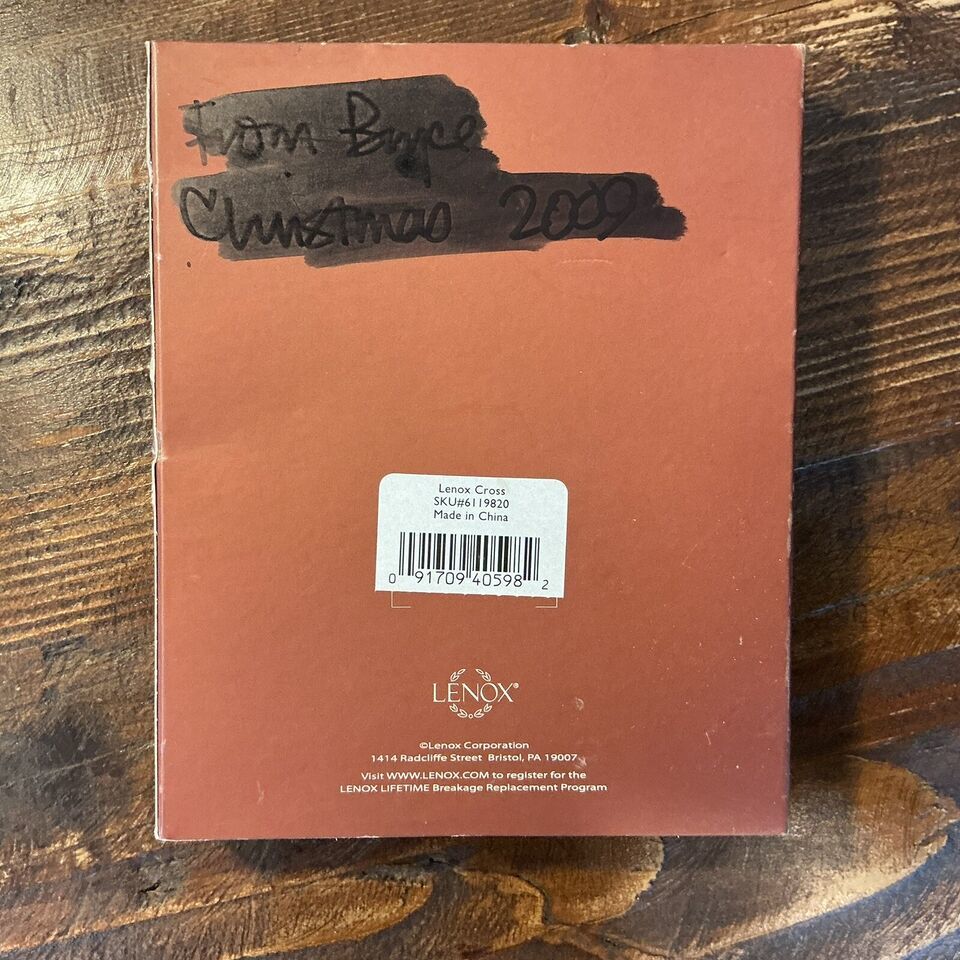 From Bryce
Christmas 2009
Lenox Cross
SKU#6119820
Made in China
0 91709 40598 2
LENOX®
©Lenox Corporation
1414 Radcliffe Street Bristol, PA 19007
Visit WWW.LENOX.COM to register for the
LENOX LIFETIME Breakage Replacement Program